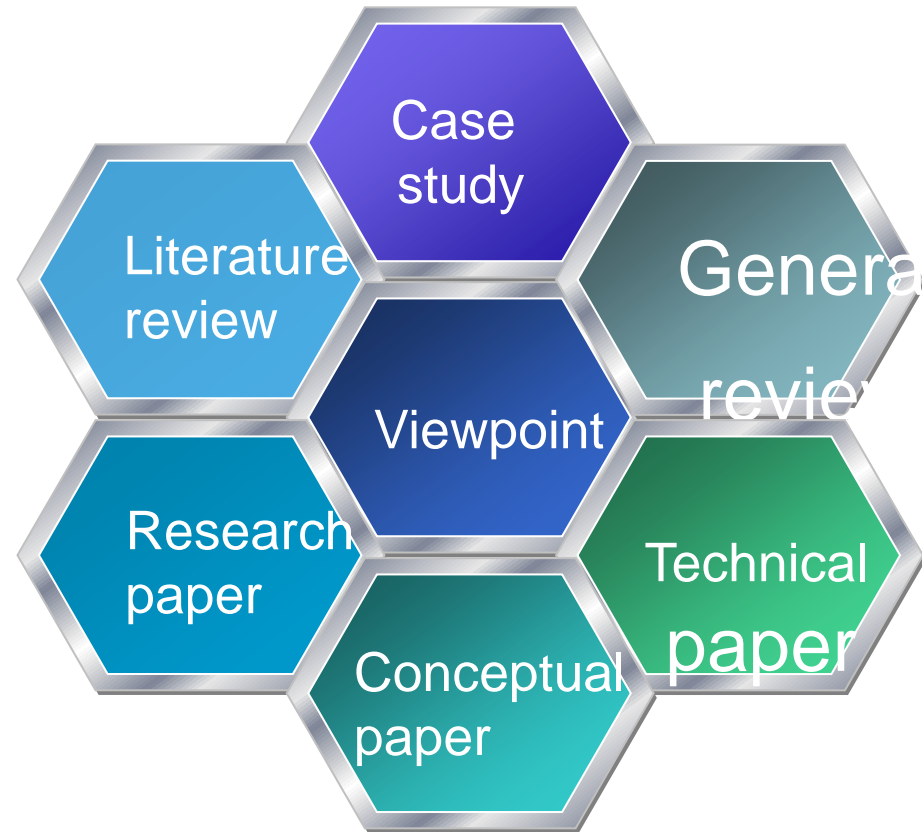 Case
study
Literature
review
Genera
revie
Viewpoint
Research
paper
Technical
paper
Conceptual
paper